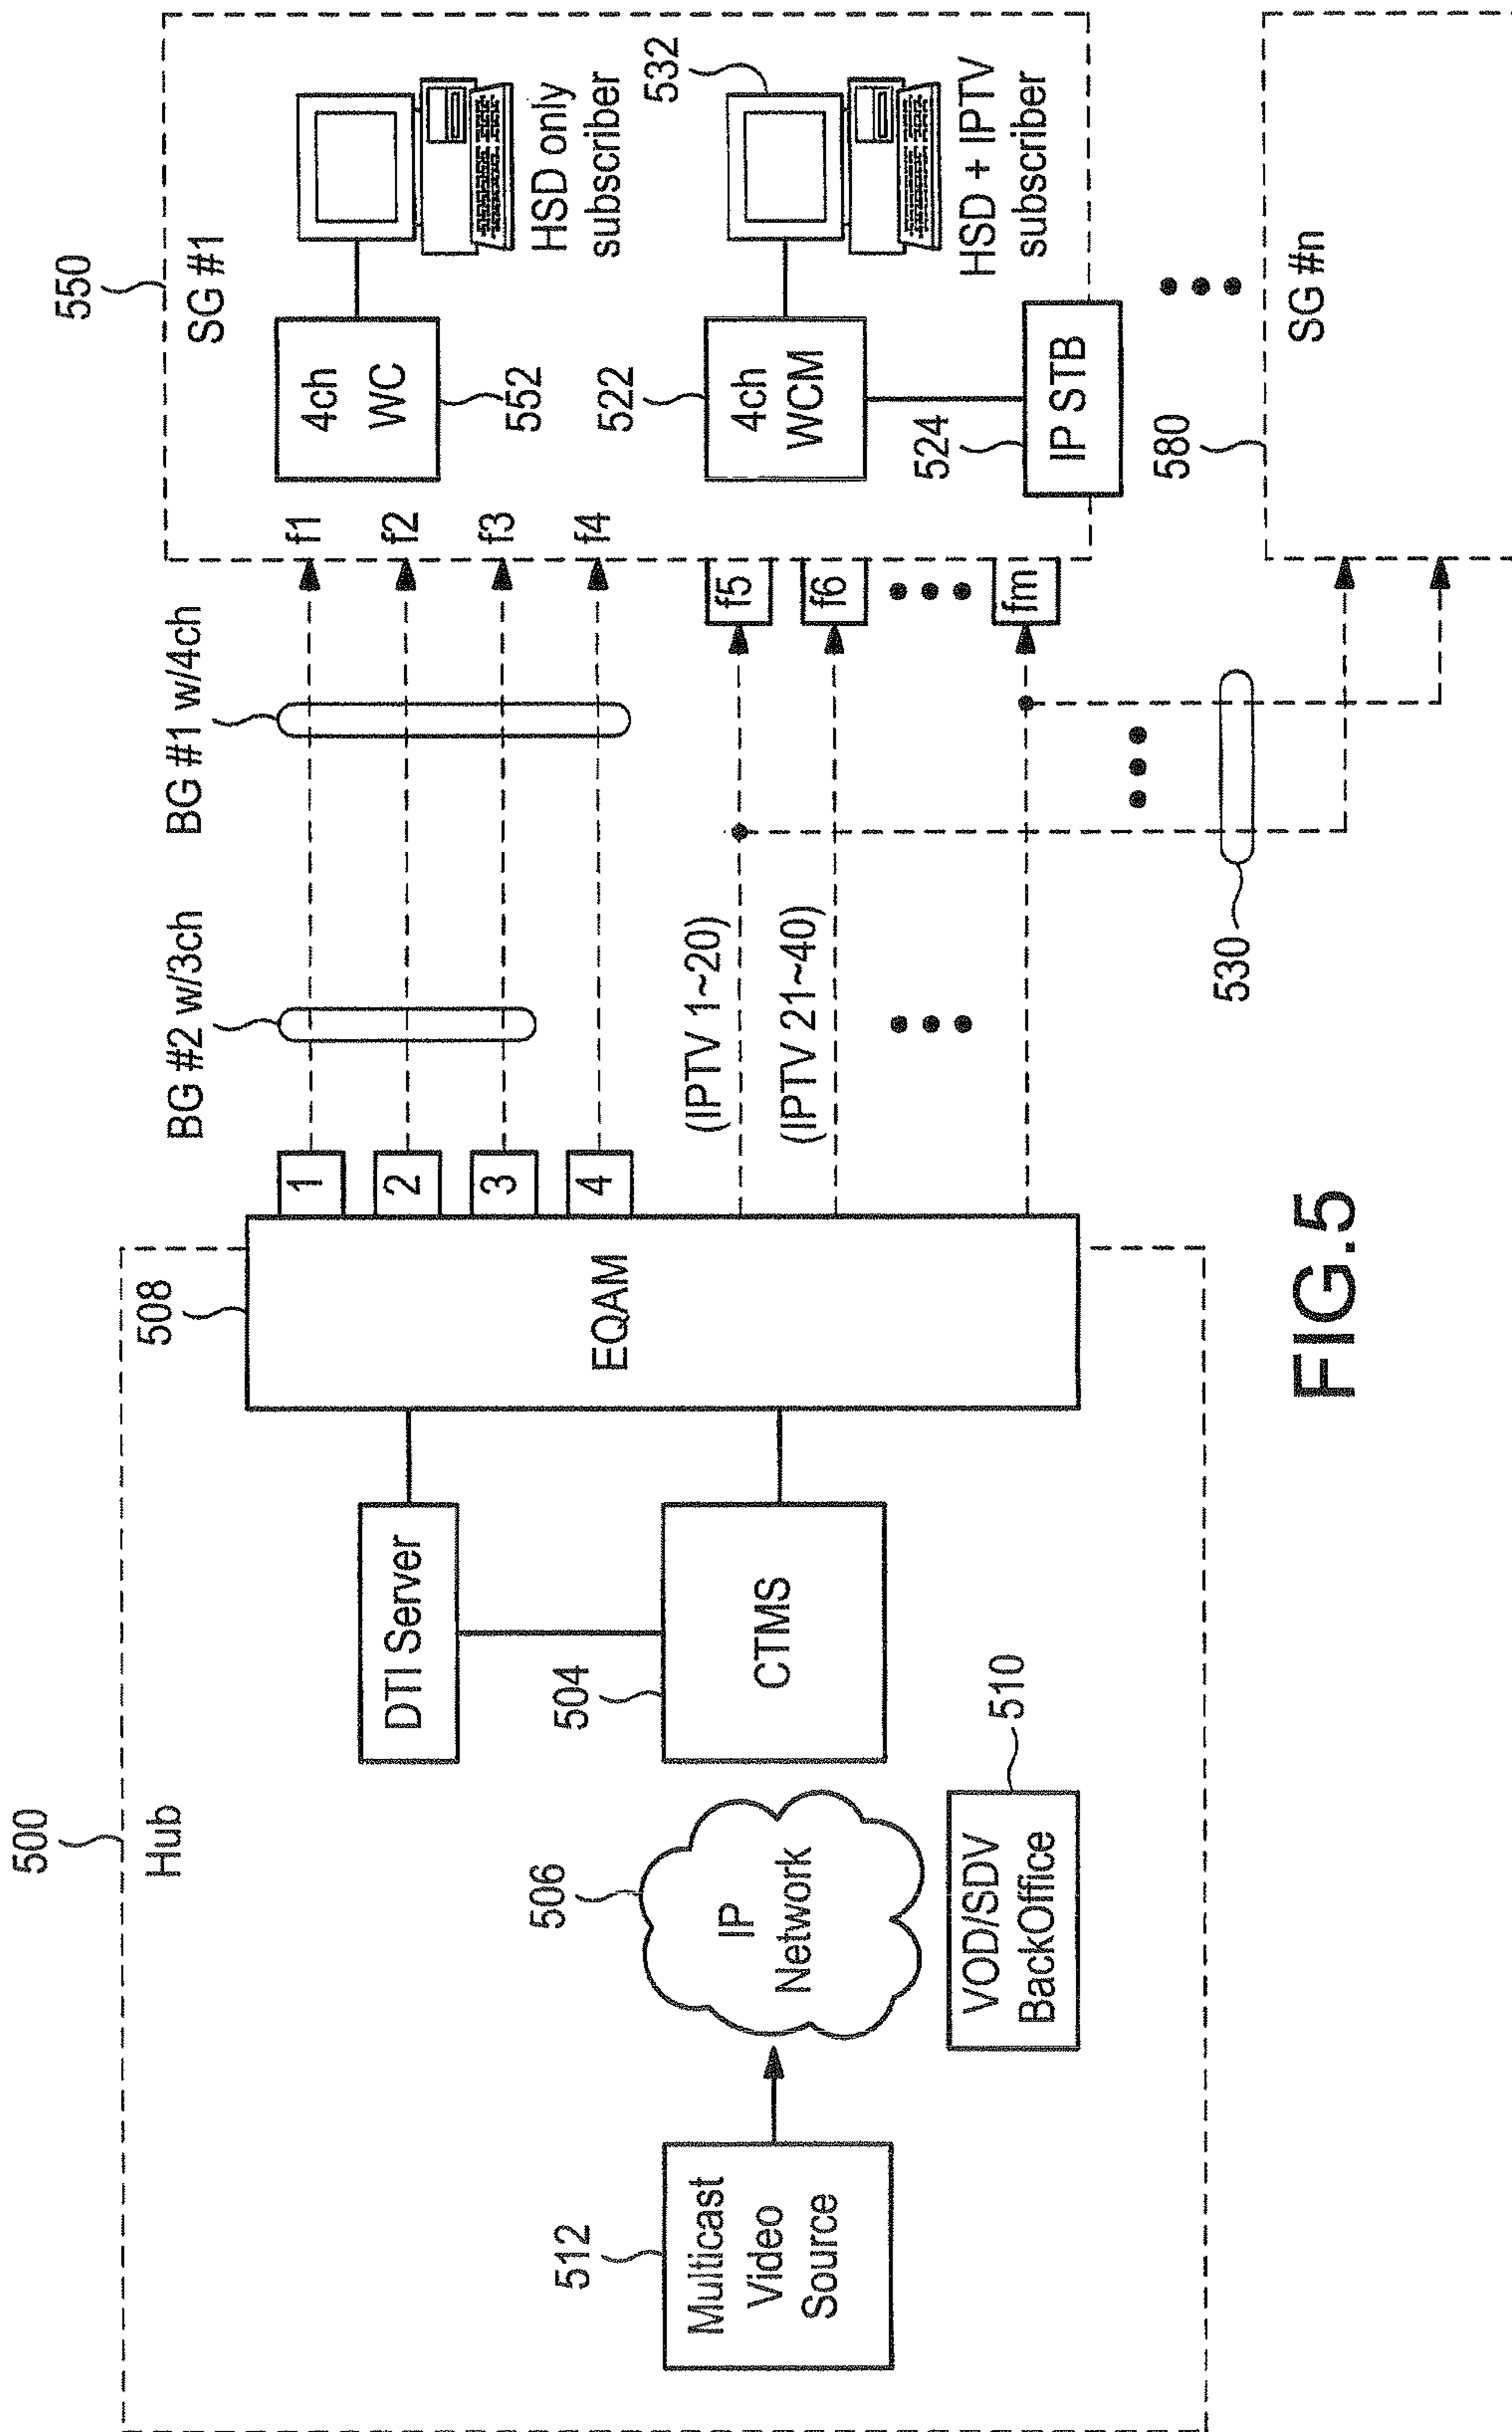 500
Hub
512
Multicast
Video
Source
506
IP
Network
VOD/SDV
BackOffice
510
DTI Server
504
CTMS
508
EQAM
1
2
3
4
BG #2 w/3ch
BG #1 w/4ch
(IPTV 1~20)
(IPTV 21~40)
530
f1
f2
f3
f4
f5
f6
fm
550
SG #1
4ch
WC
552
HSD only
subscriber
522
4ch
WCM
532
HSD + IPTV
subscriber
524
IP STB
580
SG #n
FIG.5